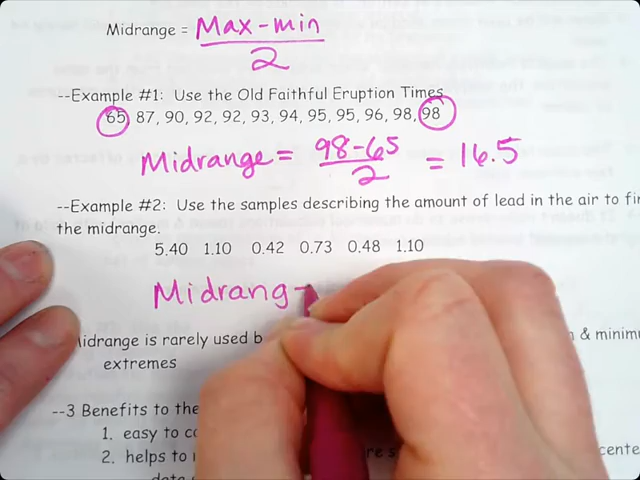 Midrange = Max - min
2
--Example #1: Use the Old Faithful Eruption Times
65, 87, 90, 92, 92, 93, 94, 95, 95, 96, 98, 98
Midrange = 98 - 65 = 16.5
2
--Example #2: Use the samples describing the amount of lead in the air to
the midrange.
5.40 1.10 0.42 0.73 0.48 1.10
Midrang
Midrange is rarely used
extremes
--3 Benefits to the
1. easy to
2. helps to